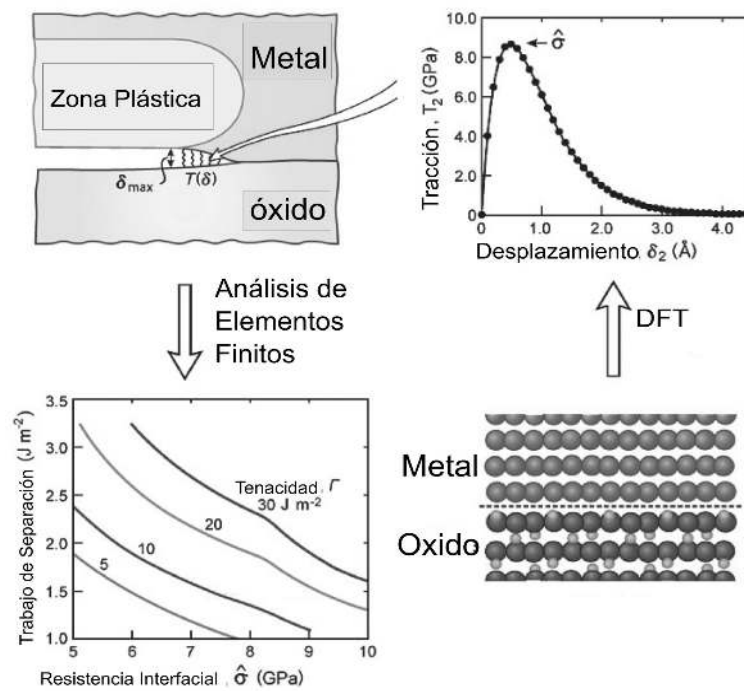 Metal
Zona Plástica
δmax
T(δ)
óxido
Tracción, T₂ (GPa)
10.0
8.0
6.0
4.0
2.0
0.0
σ̂
0 1.0 2.0 3.0 4.0
Desplazamiento δ₂ (Å)
Análisis de
Elementos
Finitos
DFT
Trabajo de Separación (J m⁻²)
3.5
3.0
2.5
2.0
1.5
1.0
Tenacidad, Γ
30 J m⁻²
20
10
5
5 6 7 8 9 10
Resistencia Interfacial, σ̂ (GPa)
Metal
Oxido